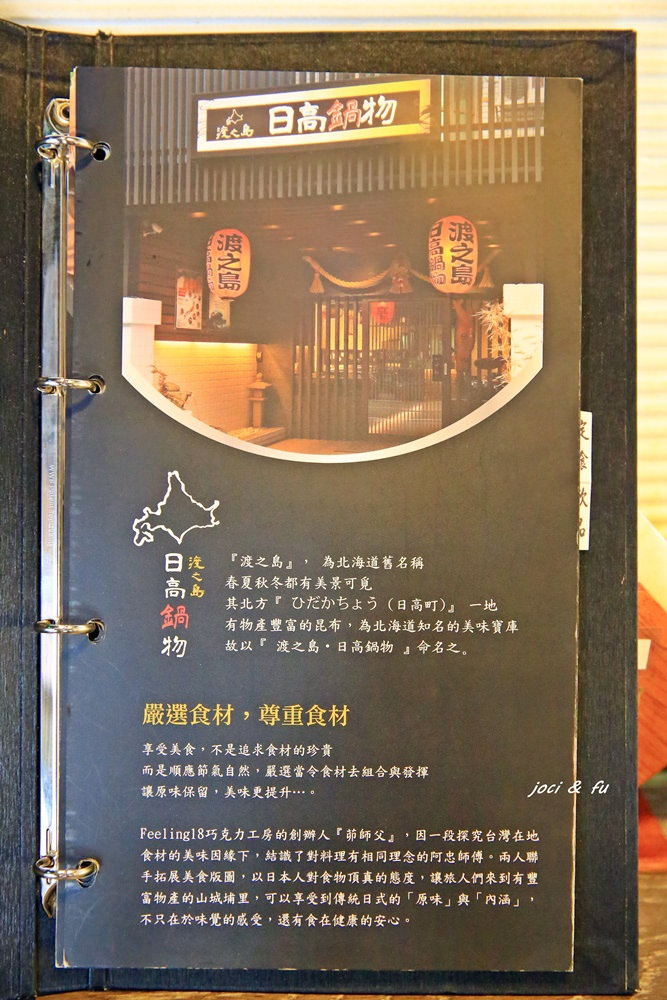 渡之島 日高鍋物
渡之島
日高鍋物
渡之島
日高鍋物
渡之島
日高鍋物
『渡之島』， 為北海道舊名稱
春夏秋冬都有美景可覓
其北方『 ひだかちょう（日高町）』 一地
有物產豐富的昆布，為北海道知名的美味寶庫
故以『 渡之島・日高鍋物 』命名之。
嚴選食材，尊重食材
享受美食，不是追求食材的珍貴
而是順應節氣自然，嚴選當令食材去組合與發揮
讓原味保留，美味更提升…。
joci & fu
Feeling18巧克力工房的創辦人『茆師父』，因一段探究台灣在地
食材的美味因緣下，結識了對料理有相同理念的阿忠師傅。兩人聯
手拓展美食版圖，以日本人對食物頂真的態度，讓旅人們來到有豐
富物產的山城埔里，可以享受到傳統日式的「原味」與「內涵」，
不只在於味覺的感受，還有食在健康的安心。